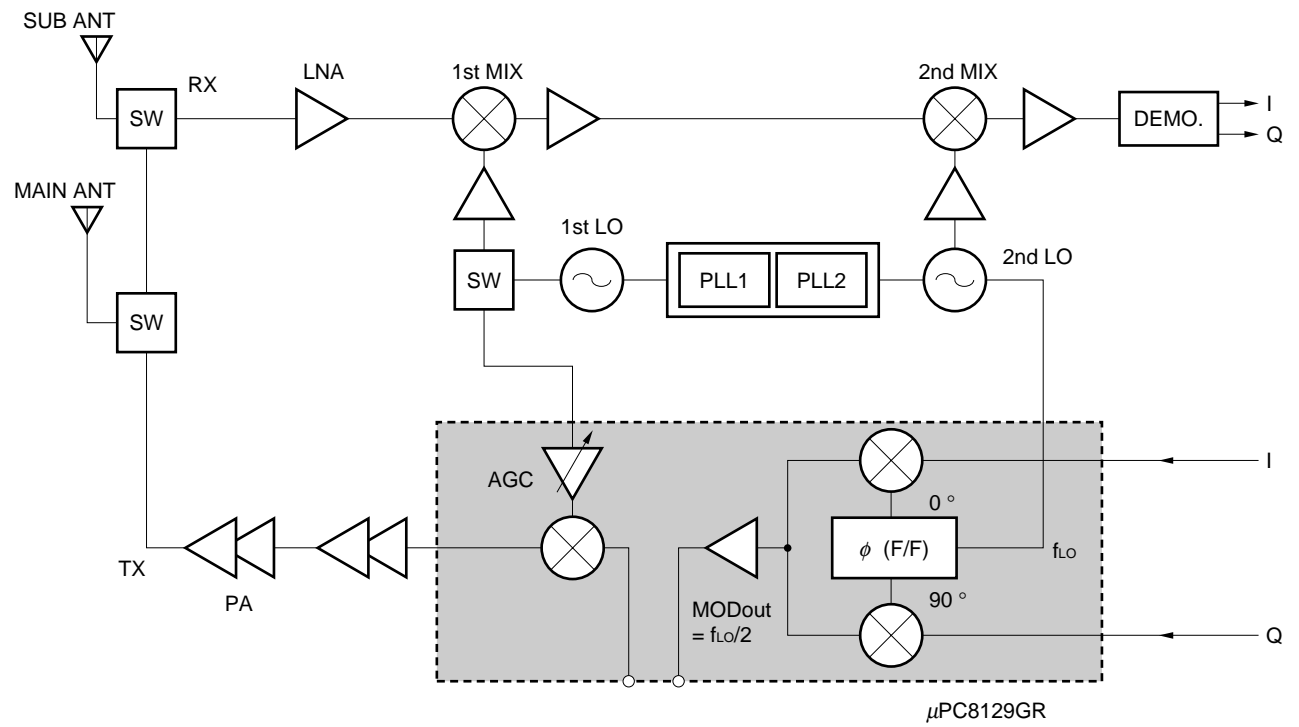 SUB ANT
RX
LNA
1st MIX
2nd MIX
SW
DEMO.
I
Q
MAIN ANT
1st LO
2nd LO
SW
PLL1
PLL2
SW
AGC
I
0 °
φ (F/F)
fLO
TX
PA
MODout
= fLO/2
90 °
Q
μPC8129GR